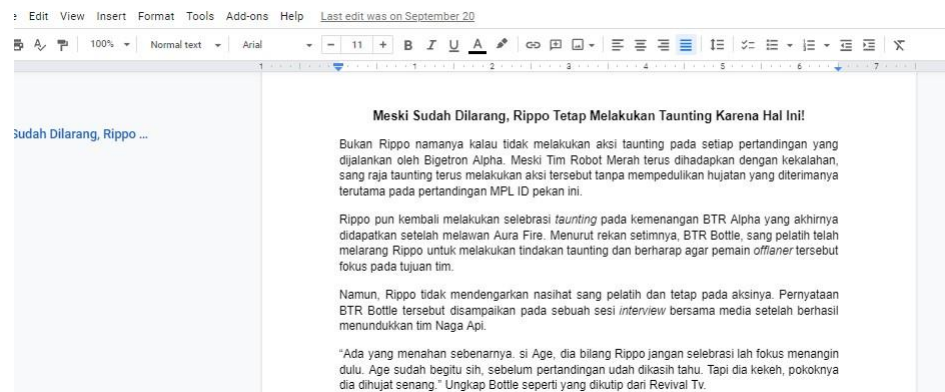 Edit View Insert Format Tools Add-ons Help Last edit was on September 20
100% Normal text Arial 11 B I U A
1 1 2 3 4 5 6 7
Sudah Dilarang, Rippo ...
Meski Sudah Dilarang, Rippo Tetap Melakukan Taunting Karena Hal Ini!
Bukan Rippo namanya kalau tidak melakukan aksi taunting pada setiap pertandingan yang
dijalankan oleh Bigetron Alpha. Meski Tim Robot Merah terus dihadapkan dengan kekalahan,
sang raja taunting terus melakukan aksi tersebut tanpa mempedulikan hujatan yang diterimanya
terutama pada pertandingan MPL ID pekan ini.
Rippo pun kembali melakukan selebrasi taunting pada kemenangan BTR Alpha yang akhirnya
didapatkan setelah melawan Aura Fire. Menurut rekan setimnya, BTR Bottle, sang pelatih telah
melarang Rippo untuk melakukan tindakan taunting dan berharap agar pemain offlaner tersebut
fokus pada tujuan tim.
Namun, Rippo tidak mendengarkan nasihat sang pelatih dan tetap pada aksinya. Pernyataan
BTR Bottle tersebut disampaikan pada sebuah sesi interview bersama media setelah berhasil
menundukkan tim Naga Api.
“Ada yang menahan sebenarnya. si Age, dia bilang Rippo jangan selebrasi lah fokus menangin
dulu. Age sudah begitu sih, sebelum pertandingan udah dikasih tahu. Tapi dia kekeh, pokoknya
dia dihujat senang.” Ungkap Bottle seperti yang dikutip dari Revival Tv.